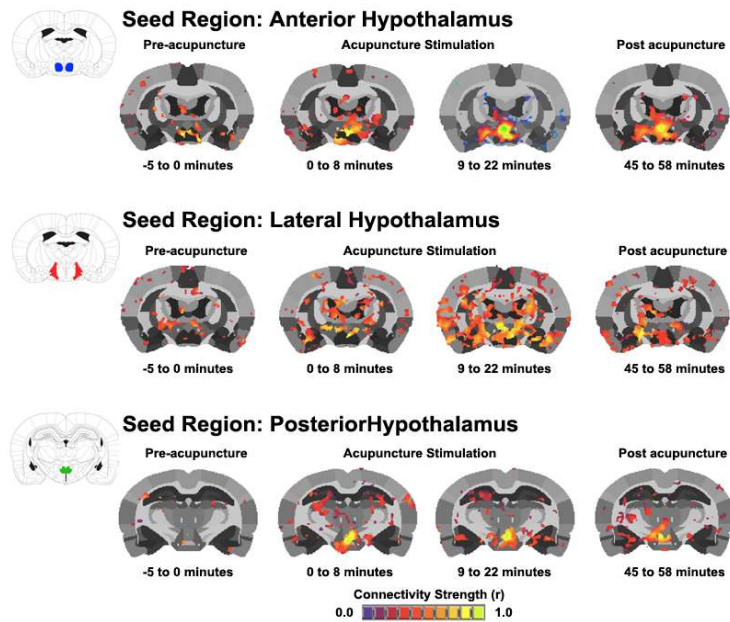 Seed Region: Anterior Hypothalamus
Pre-acupuncture Acupuncture Stimulation Post acupuncture
-5 to 0 minutes 0 to 8 minutes 9 to 22 minutes 45 to 58 minutes
Seed Region: Lateral Hypothalamus
Pre-acupuncture Acupuncture Stimulation Post acupuncture
-5 to 0 minutes 0 to 8 minutes 9 to 22 minutes 45 to 58 minutes
Seed Region: PosteriorHypothalamus
Pre-acupuncture Acupuncture Stimulation Post acupuncture
-5 to 0 minutes 0 to 8 minutes 9 to 22 minutes 45 to 58 minutes
Connectivity Strength (r)
0.0 1.0